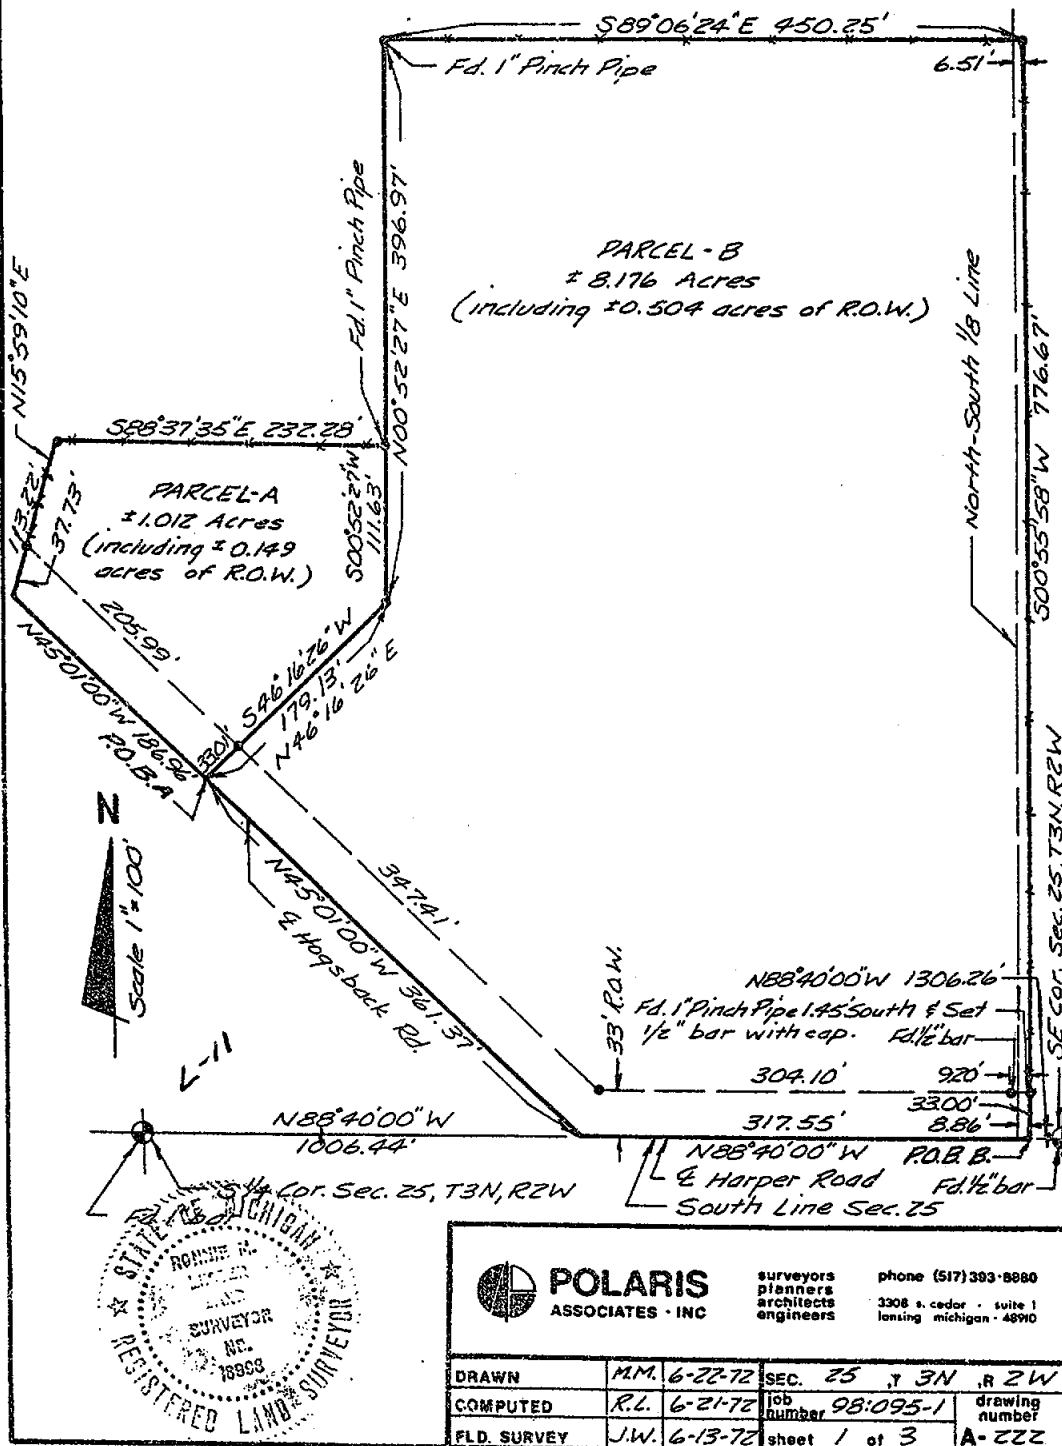 S89°06'24"E 450.25'
Fd. 1" Pinch Pipe
6.51'
Fd. 1" Pinch Pipe
N00°52'27"E 396.97'
PARCEL-B
± 8.176 Acres
(including ±0.504 acres of R.O.W.)
North-South 1/8 Line
S00°55'58"W 776.67'
N15°59'10"E
S88°37'35"E 232.28'
113.22'
37.73'
PARCEL-A
±1.012 Acres
(including ±0.149
acres of R.O.W.)
S00°52'27"W
111.63'
205.99'
N45°01'00"W 186.96'
P.O.B.A
33.01'
S46°16'26"W
179.13'
N46°16'26"E
N
Scale 1"=100'
347.41'
N45°01'00"W 361.37'
℄ Hogsback Rd.
33' R.O.W.
N88°40'00"W 1306.26'
Fd. 1" Pinch Pipe 1.45' South & Set
1/2" bar with cap.
Fd. 1/2" bar
SE Cor. Sec. 25, T3N, R2W
304.10'
9.20'
33.00'
L-11
N88°40'00"W
1006.44'
317.55'
8.86'
N88°40'00"W
P.O.B. B.
℄ Harper Road
Fd. 1/2" bar
South Line Sec. 25
S 1/4 Cor. Sec. 25, T3N, R2W
STATE OF MICHIGAN
RONNIE M.
LAND
SURVEYOR
NO.
REGISTERED LAND SURVEYOR
POLARIS
ASSOCIATES · INC
surveyors
planners
architects
engineers
phone (517) 393-8880
3308 s. cedar · suite 1
lansing michigan · 48910
DRAWN M.M. 6-22-72 SEC. 25 ,T 3N ,R 2W
COMPUTED R.L. 6-21-72 job number 98:095-1 drawing number
FLD. SURVEY J.W. 6-13-72 sheet 1 of 3 A-222